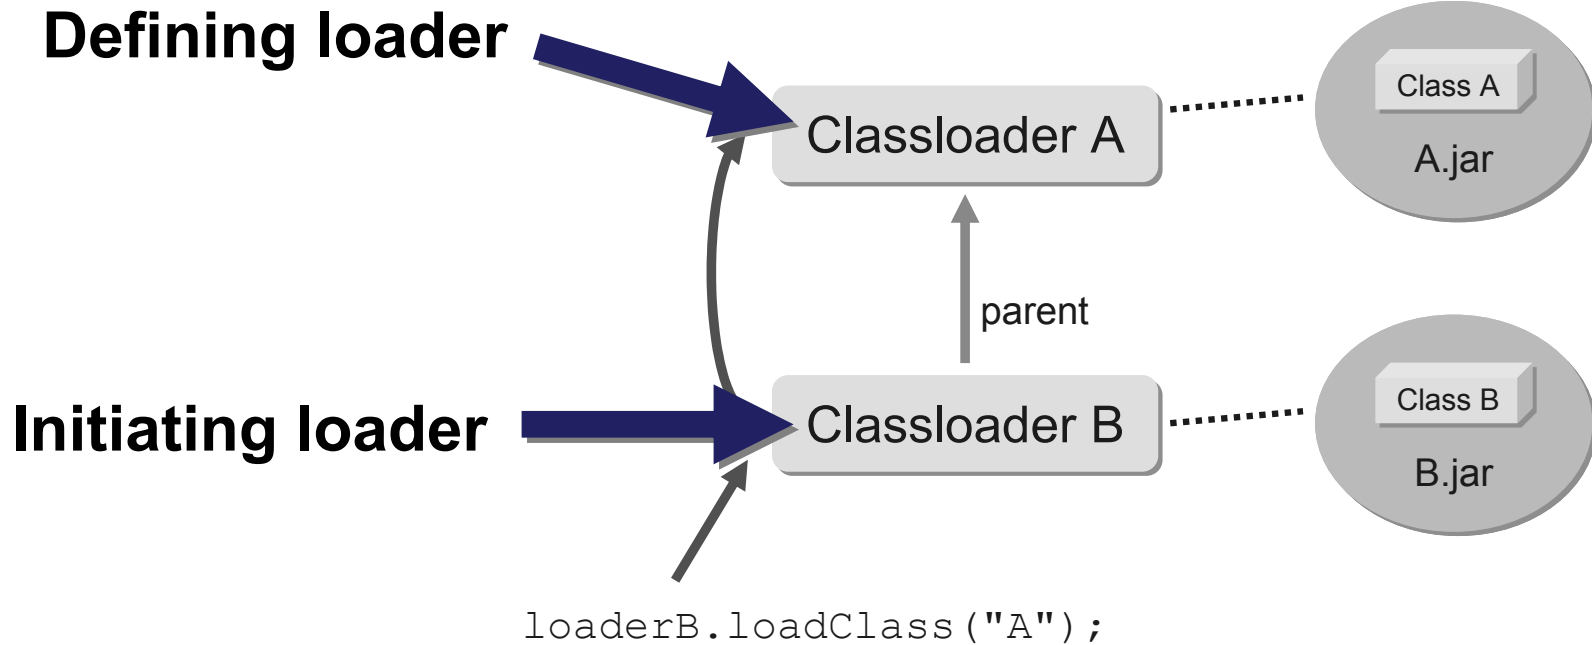 Defining loader
Classloader A
Class A
A.jar
parent
Initiating loader
Classloader B
Class B
B.jar
loaderB.loadClass("A");